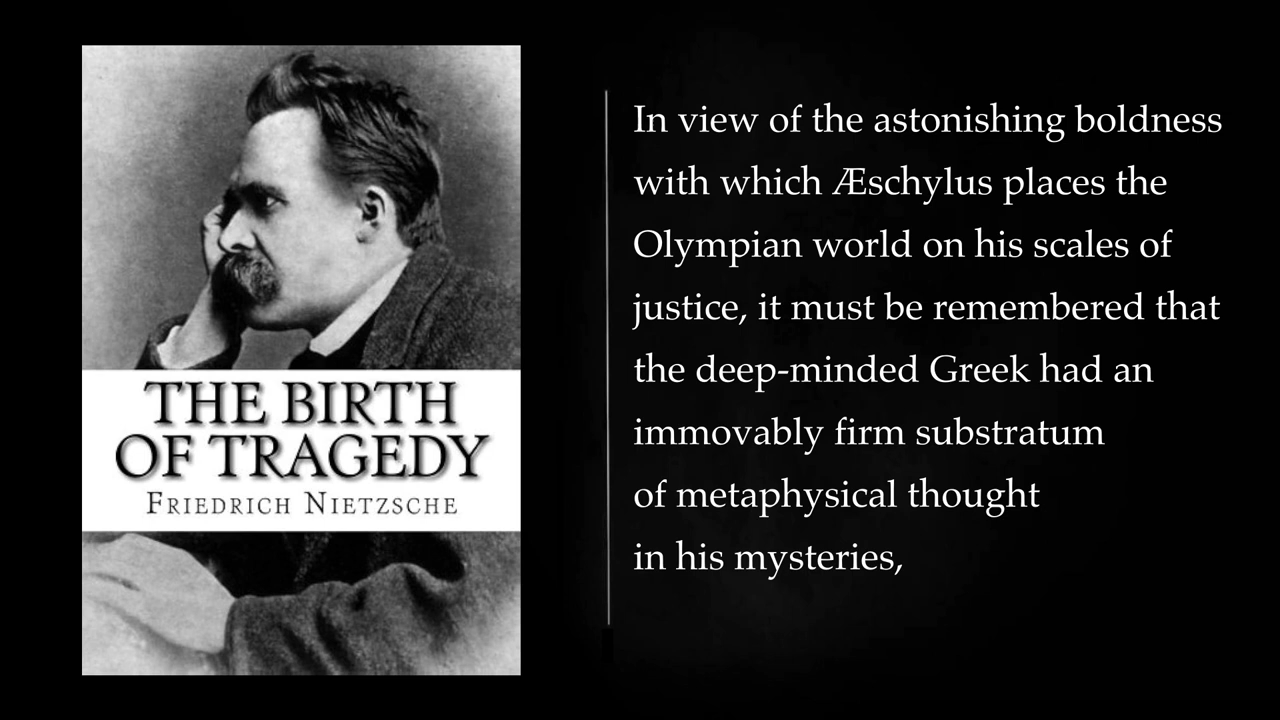 THE BIRTH
OF TRAGEDY
FRIEDRICH NIETZSCHE
In view of the astonishing boldness
with which Æschylus places the
Olympian world on his scales of
justice, it must be remembered that
the deep-minded Greek had an
immovably firm substratum
of metaphysical thought
in his mysteries,